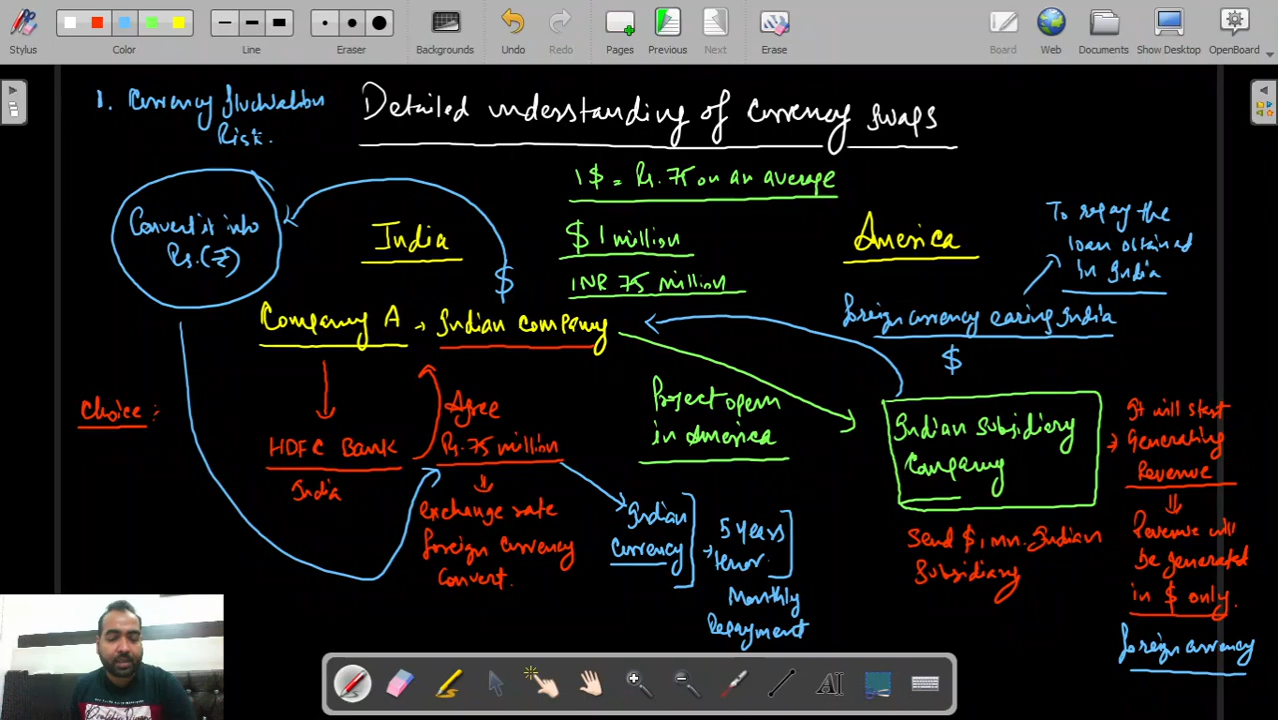 Stylus
Color
Line
Eraser
Backgrounds
Undo
Redo
Pages
Previous
Next
Erase
Board
Web
Documents
Show Desktop
OpenBoard
1. Currency fluctuation
Risk.
Detailed understanding of Currency Swaps
1$ = Rs. 75 on an average
$ 1 million
INR 75 million
Convert it into
Rs.(₹)
India
America
To repay the
loan obtained
in India
$
Company A → Indian company
foreign currency earing India
$
Choice:
HDFC Bank
India
Agree
Rs. 75 million
exchange rate
foreign currency
convert.
Project open
in America
Indian
Currency
5 years
tenor.
Monthly
Repayment
Indian Subsidiary
Company
Send $1 mn. Indian
Subsidiary
It will start
Generating
Revenue
Revenue will
be generated
in $ only.
foreign currency